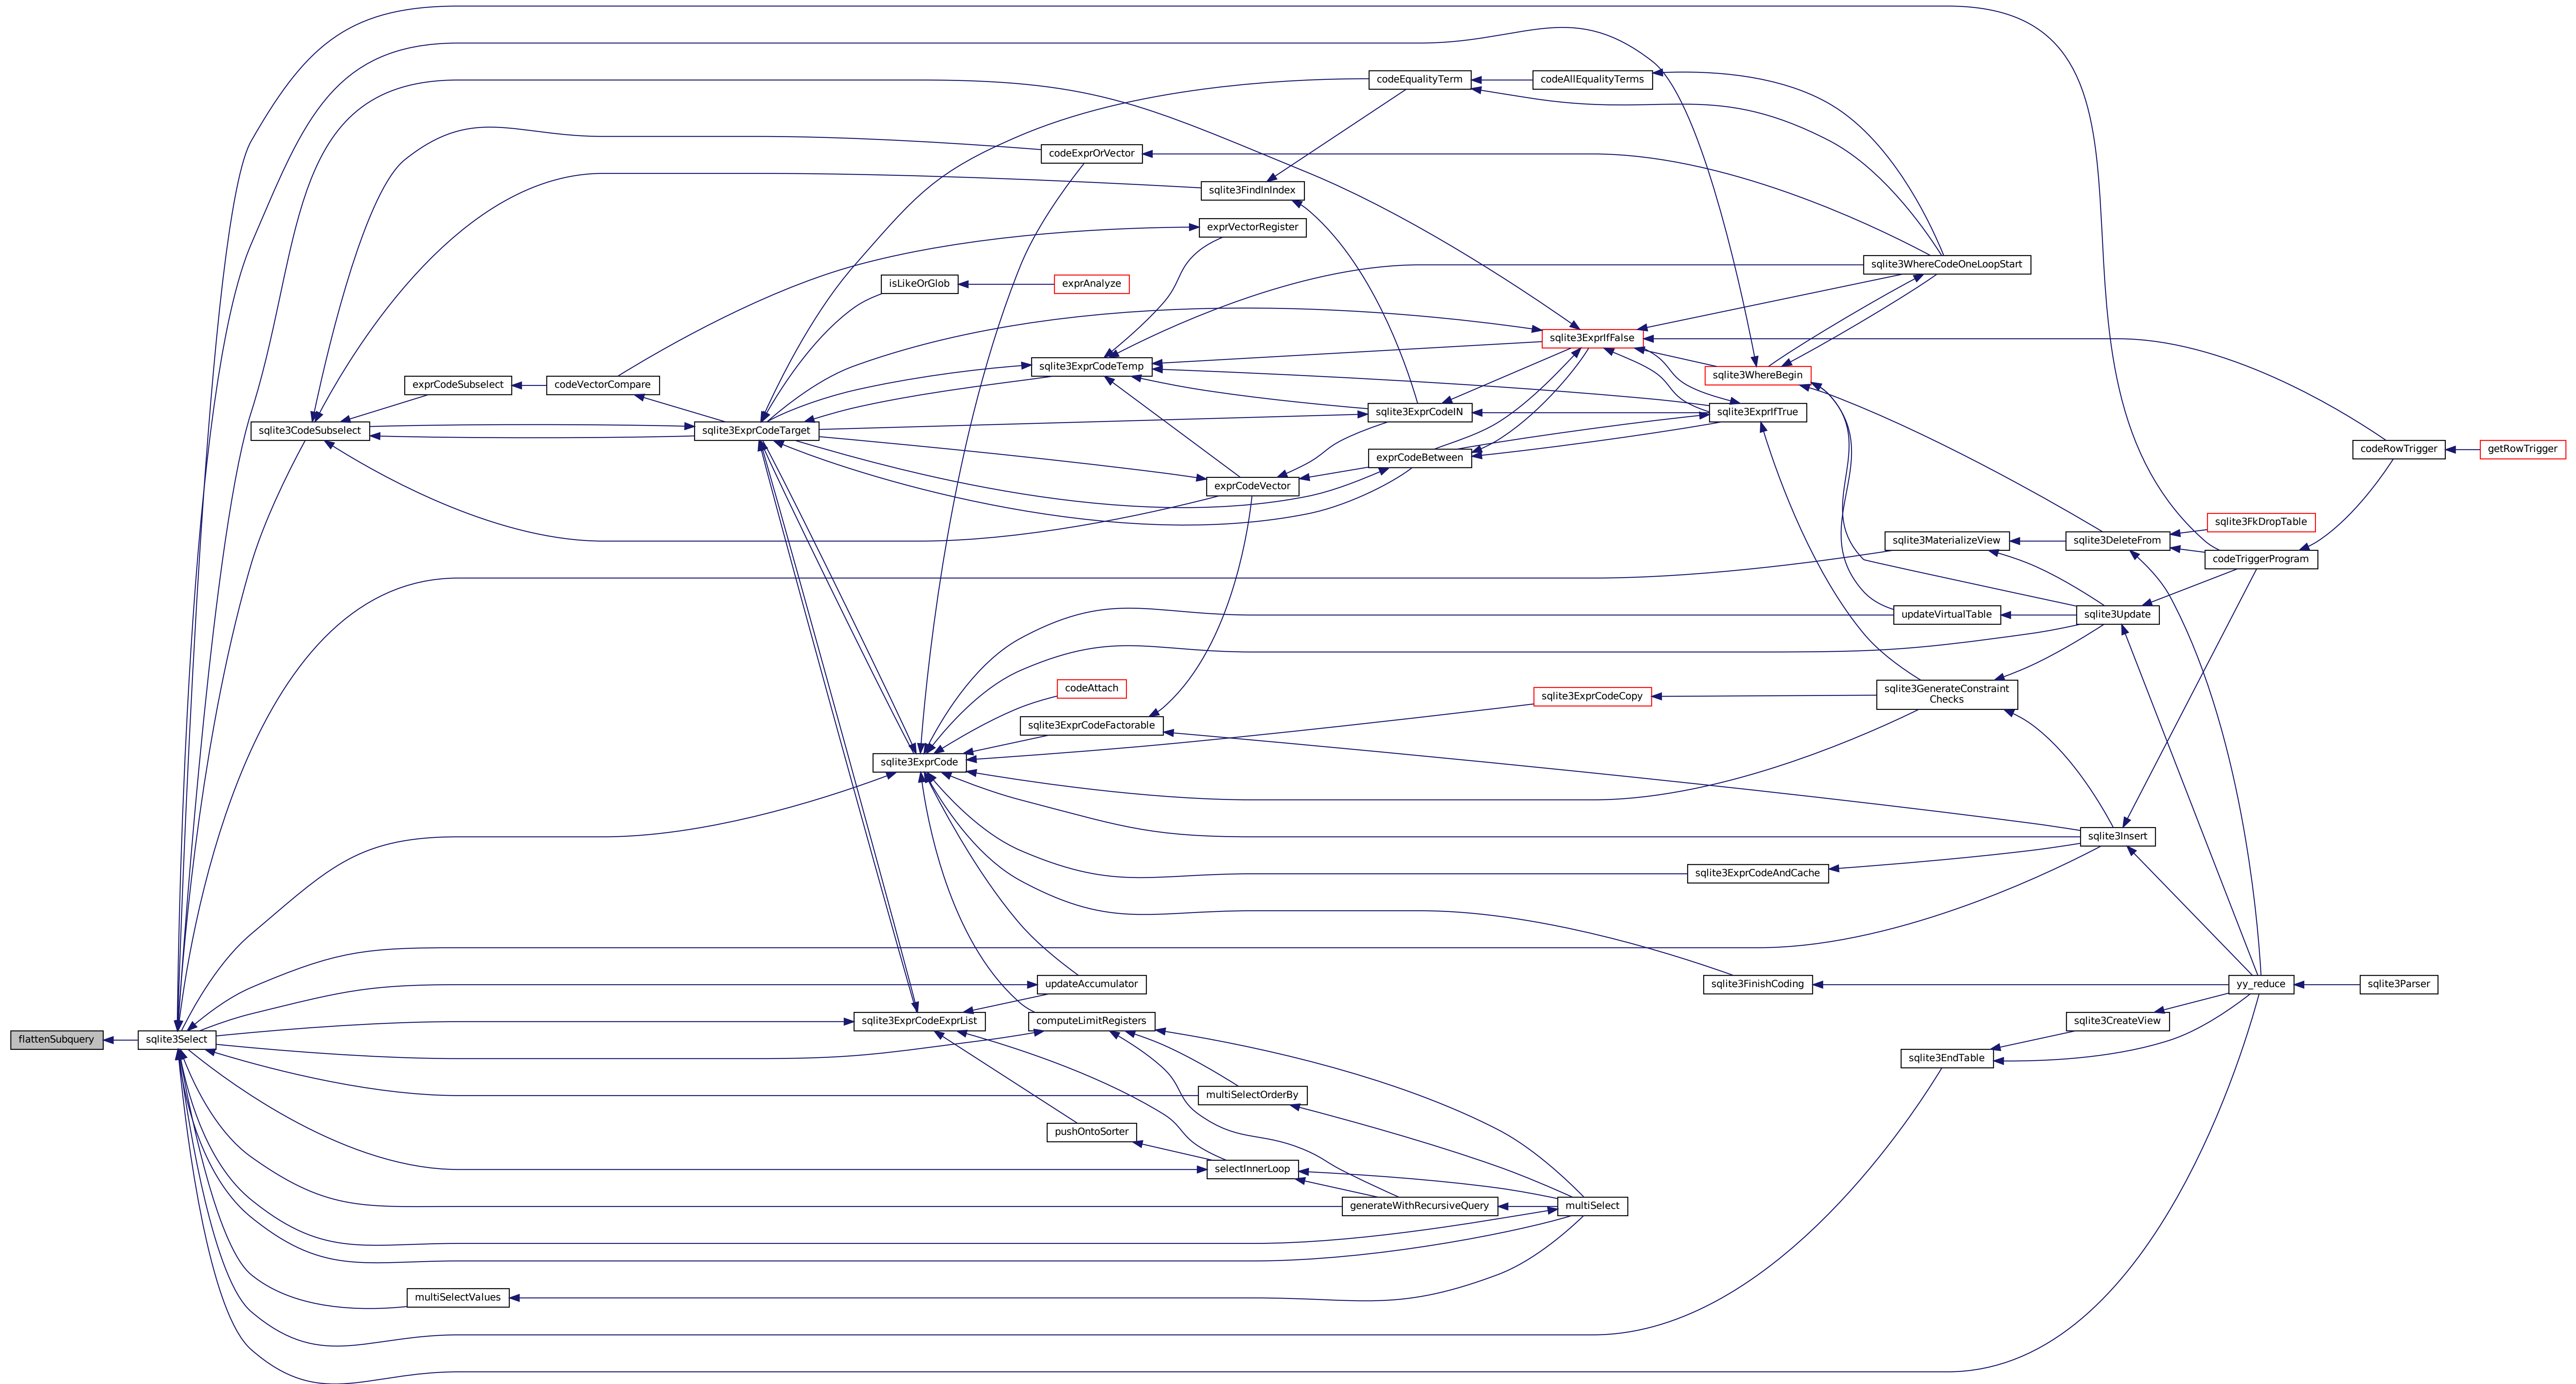 codeEqualityTerm
codeAllEqualityTerms
codeExprOrVector
sqlite3FindInIndex
exprVectorRegister
sqlite3WhereCodeOneLoopStart
isLikeOrGlob
exprAnalyze
sqlite3ExprIfFalse
sqlite3ExprCodeTemp
sqlite3WhereBegin
exprCodeSubselect
codeVectorCompare
sqlite3ExprCodeIN
sqlite3ExprIfTrue
sqlite3CodeSubselect
sqlite3ExprCodeTarget
codeRowTrigger
getRowTrigger
exprCodeBetween
exprCodeVector
sqlite3FkDropTable
sqlite3MaterializeView
sqlite3DeleteFrom
codeTriggerProgram
updateVirtualTable
sqlite3Update
codeAttach
sqlite3ExprCodeCopy
sqlite3GenerateConstraint
Checks
sqlite3ExprCodeFactorable
sqlite3ExprCode
sqlite3Insert
sqlite3ExprCodeAndCache
updateAccumulator
sqlite3FinishCoding
yy_reduce
sqlite3Parser
sqlite3ExprCodeExprList
computeLimitRegisters
sqlite3CreateView
flattenSubquery
sqlite3Select
sqlite3EndTable
multiSelectOrderBy
pushOntoSorter
selectInnerLoop
generateWithRecursiveQuery
multiSelect
multiSelectValues